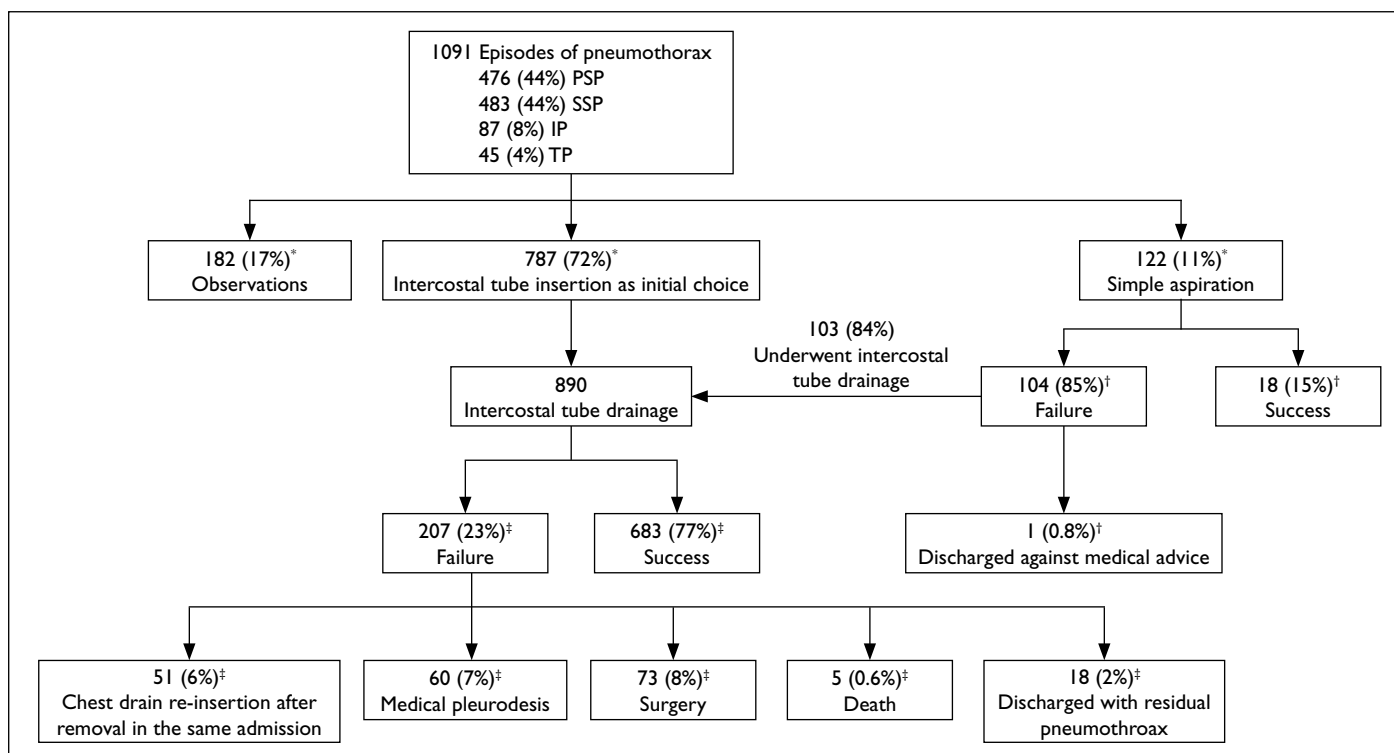 1091 Episodes of pneumothorax
476 (44%) PSP
483 (44%) SSP
87 (8%) IP
45 (4%) TP
182 (17%)*
Observations
787 (72%)*
Intercostal tube insertion as initial choice
122 (11%)*
Simple aspiration
103 (84%)
Underwent intercostal
tube drainage
890
Intercostal tube drainage
104 (85%)†
Failure
18 (15%)†
Success
207 (23%)‡
Failure
683 (77%)‡
Success
1 (0.8%)†
Discharged against medical advice
51 (6%)‡
Chest drain re-insertion after
removal in the same admission
60 (7%)‡
Medical pleurodesis
73 (8%)‡
Surgery
5 (0.6%)‡
Death
18 (2%)‡
Discharged with residual
pneumothroax